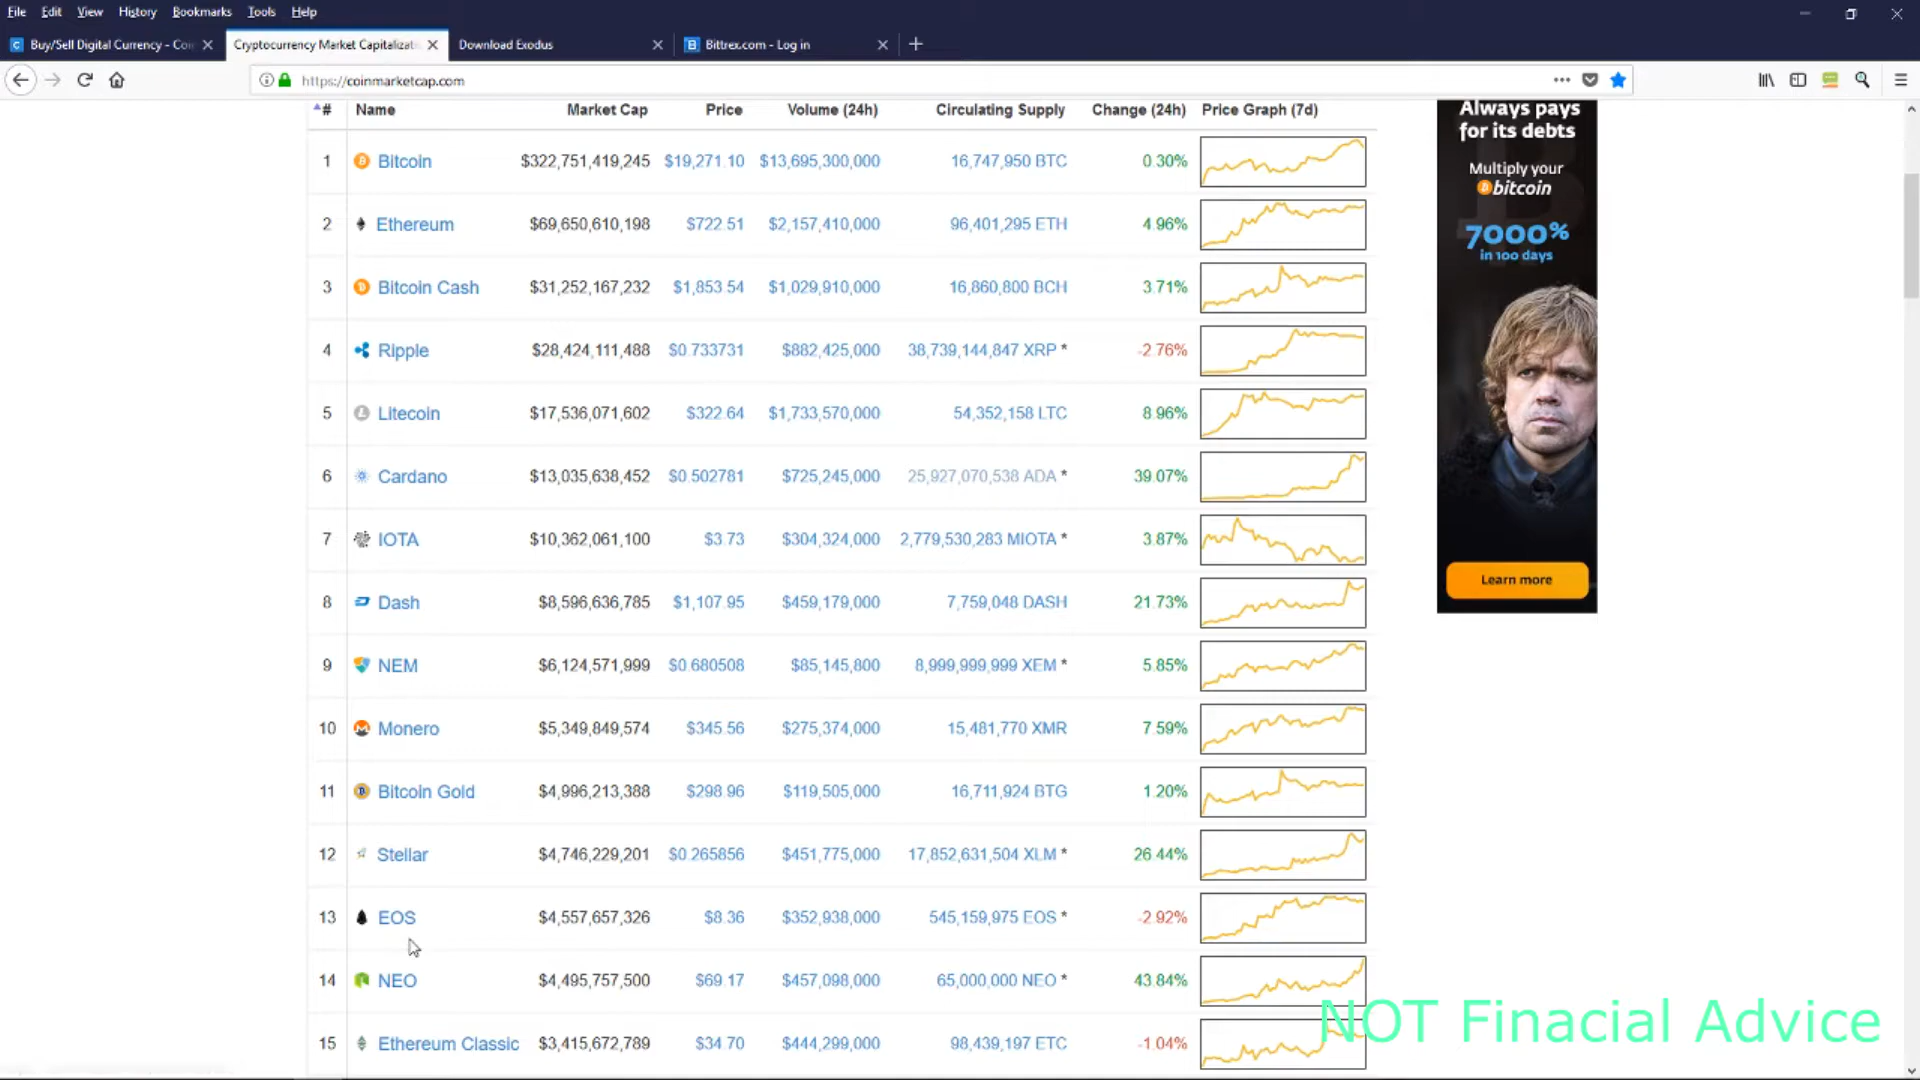 File Edit View History Bookmarks Tools Help
Buy/Sell Digital Currency - Coi
Cryptocurrency Market Capitalizati
Download Exodus
Bittrex.com - Log in
https://coinmarketcap.com
# Name Market Cap Price Volume (24h) Circulating Supply Change (24h) Price Graph (7d)
1 Bitcoin $322,751,419,245 $19,271.10 $13,695,300,000 16,747,950 BTC 0.30%
2 Ethereum $69,650,610,198 $722.51 $2,157,410,000 96,401,295 ETH 4.96%
3 Bitcoin Cash $31,252,167,232 $1,853.54 $1,029,910,000 16,860,800 BCH 3.71%
4 Ripple $28,424,111,488 $0.733731 $882,425,000 38,739,144,847 XRP * -2.76%
5 Litecoin $17,536,071,602 $322.64 $1,733,570,000 54,352,158 LTC 8.96%
6 Cardano $13,035,638,452 $0.502781 $725,245,000 25,927,070,538 ADA * 39.07%
7 IOTA $10,362,061,100 $3.73 $304,324,000 2,779,530,283 MIOTA * 3.87%
8 Dash $8,596,636,785 $1,107.95 $459,179,000 7,759,048 DASH 21.73%
9 NEM $6,124,571,999 $0.680508 $85,145,800 8,999,999,999 XEM * 5.85%
10 Monero $5,349,849,574 $345.56 $275,374,000 15,481,770 XMR 7.59%
11 Bitcoin Gold $4,996,213,388 $298.96 $119,505,000 16,711,924 BTG 1.20%
12 Stellar $4,746,229,201 $0.265856 $451,775,000 17,852,631,504 XLM * 26.44%
13 EOS $4,557,657,326 $8.36 $352,938,000 545,159,975 EOS * -2.92%
14 NEO $4,495,757,500 $69.17 $457,098,000 65,000,000 NEO * 43.84%
15 Ethereum Classic $3,415,672,789 $34.70 $444,299,000 98,439,197 ETC -1.04%
Always pays
for its debts
Multiply your
bitcoin
7000%
in 100 days
Learn more
NOT Finacial Advice